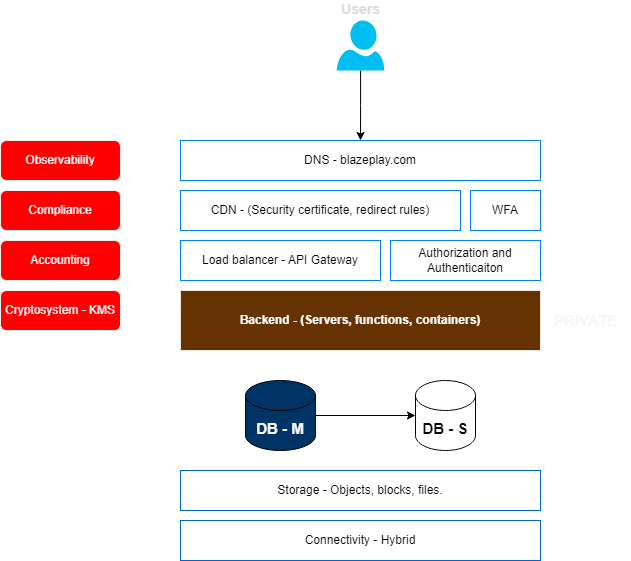 Users
Observability
DNS - blazeplay.com
Compliance
CDN - (Security certificate, redirect rules)
WFA
Accounting
Load balancer - API Gateway
Authorization and
Authenticaiton
Cryptosystem - KMS
Backend - (Servers, functions, containers)
PRIVATE
DB - M
DB - S
Storage - Objects, blocks, files.
Connectivity - Hybrid